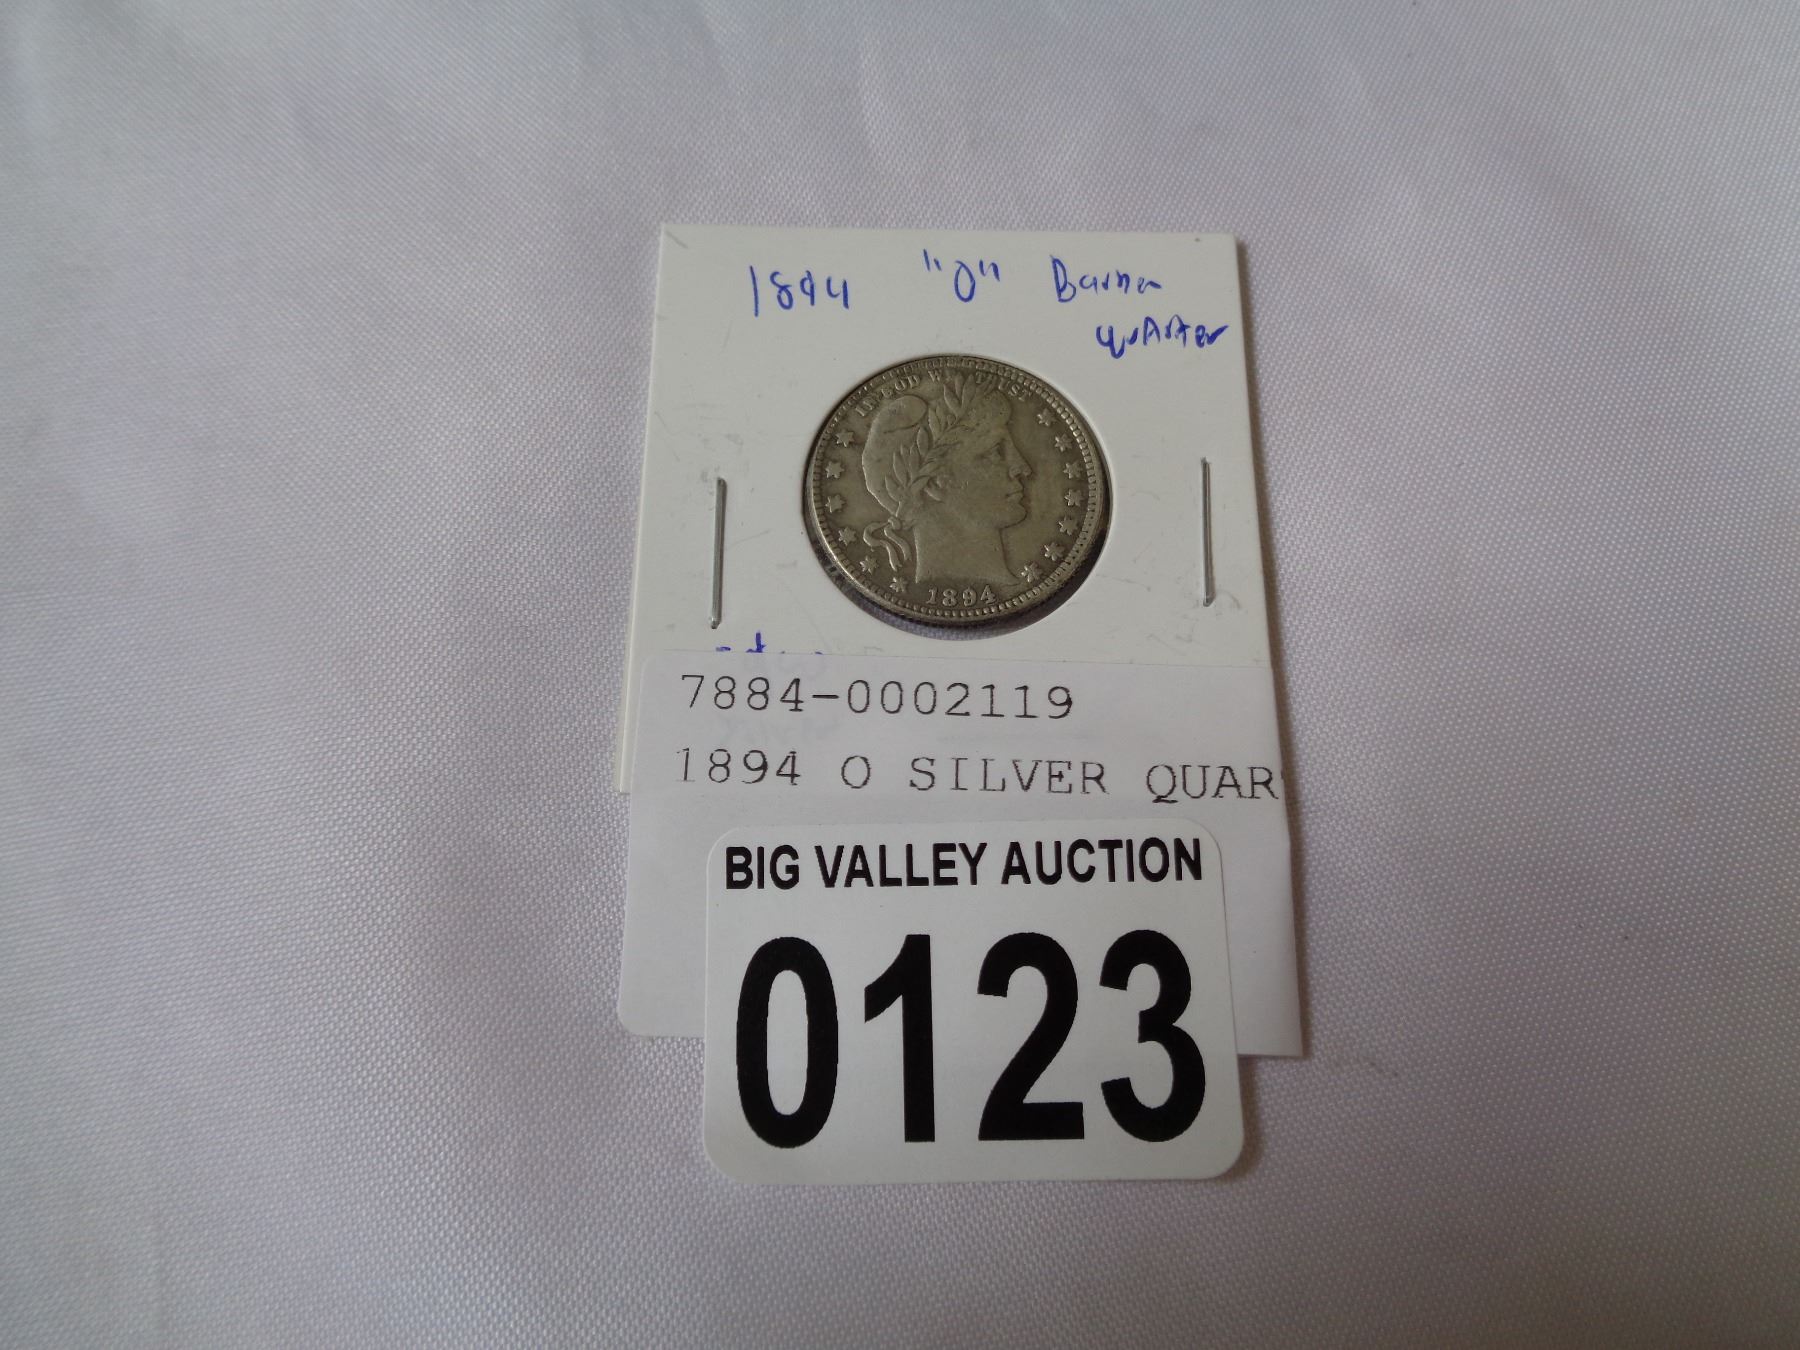 1894 "O" Barber
quarter
IN GOD WE TRUST
1894
7884-0002119
1894 O SILVER QUAR
BIG VALLEY AUCTION
0123